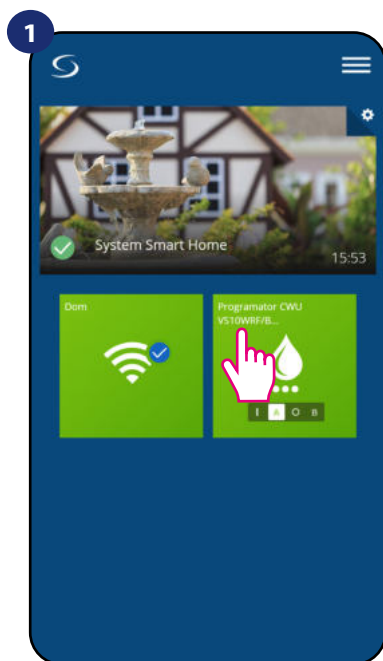 1
System Smart Home
15:53
Dom
Programator CWU
VS10WRF/B...
I A O B